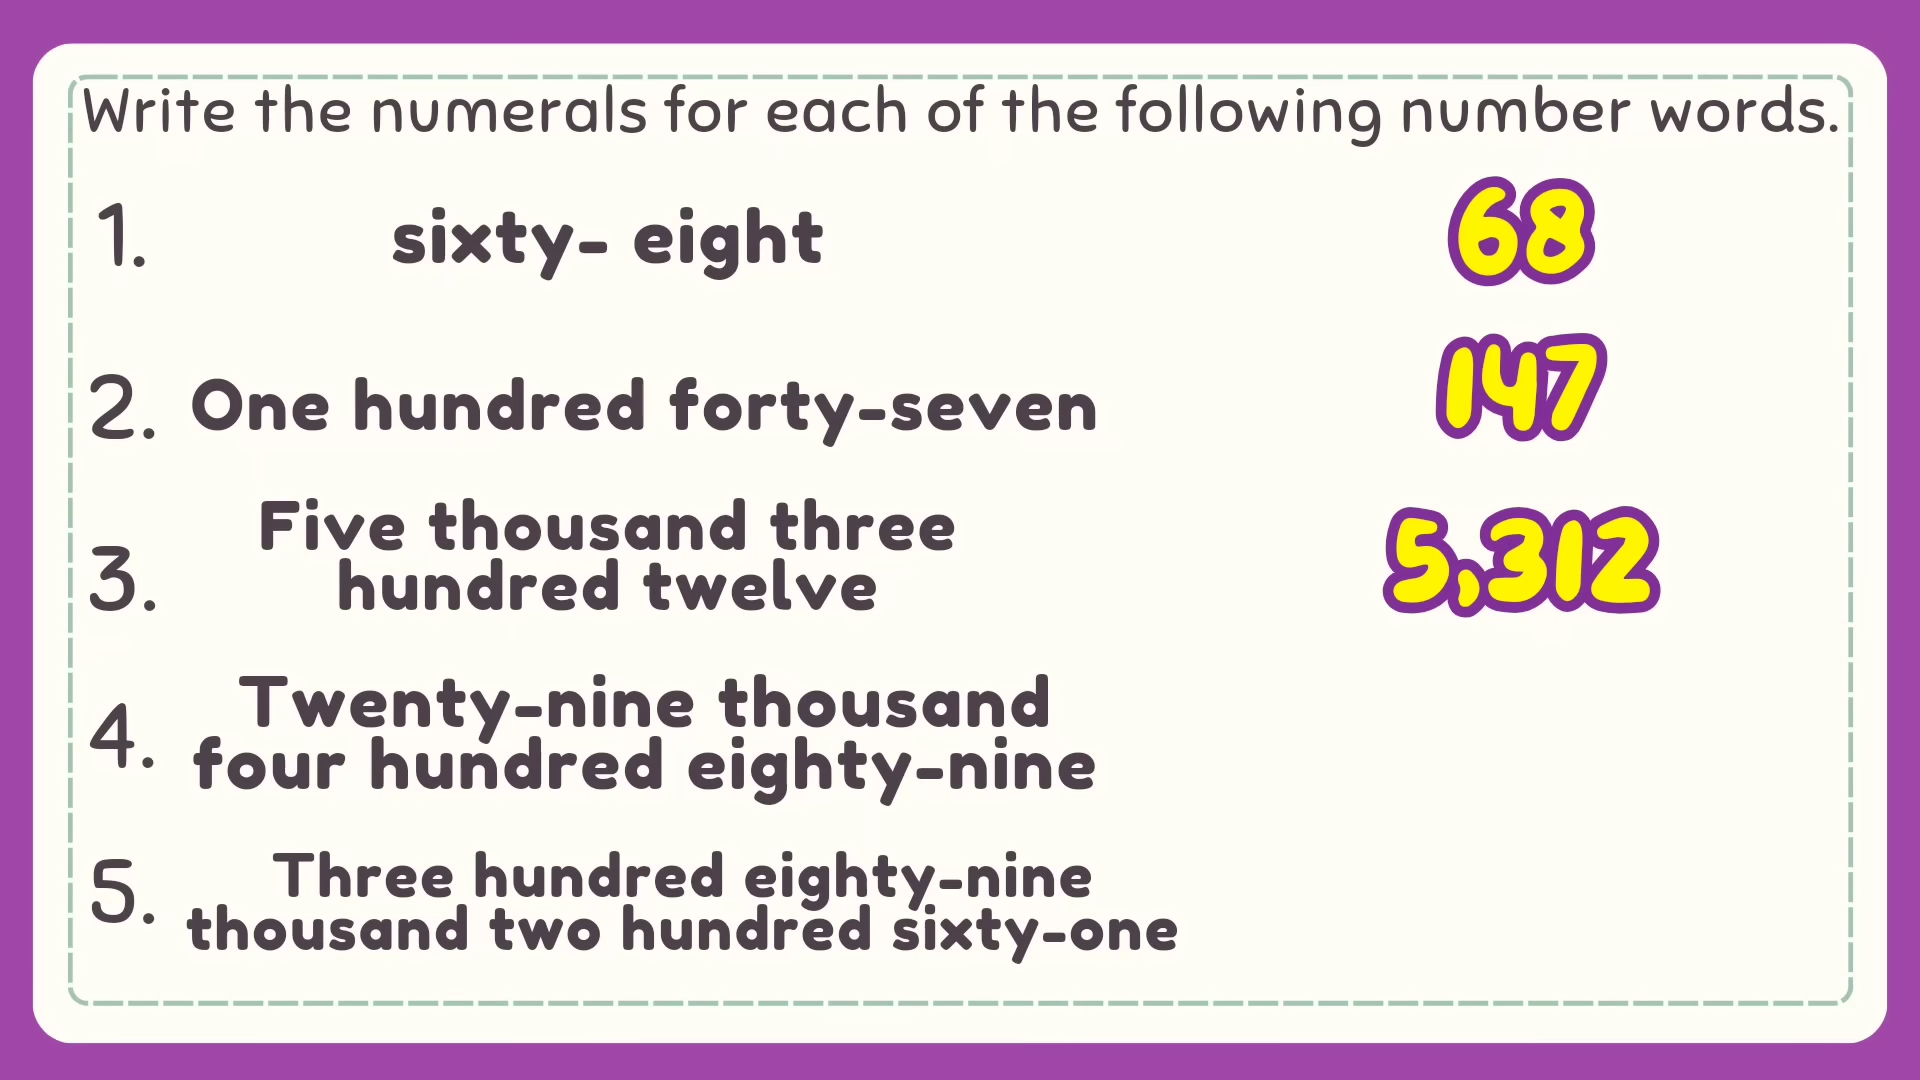 Write the numerals for each of the following number words.
1. sixty- eight 68
2. One hundred forty-seven 147
3. Five thousand three
hundred twelve 5,312
4. Twenty-nine thousand
four hundred eighty-nine
5. Three hundred eighty-nine
thousand two hundred sixty-one